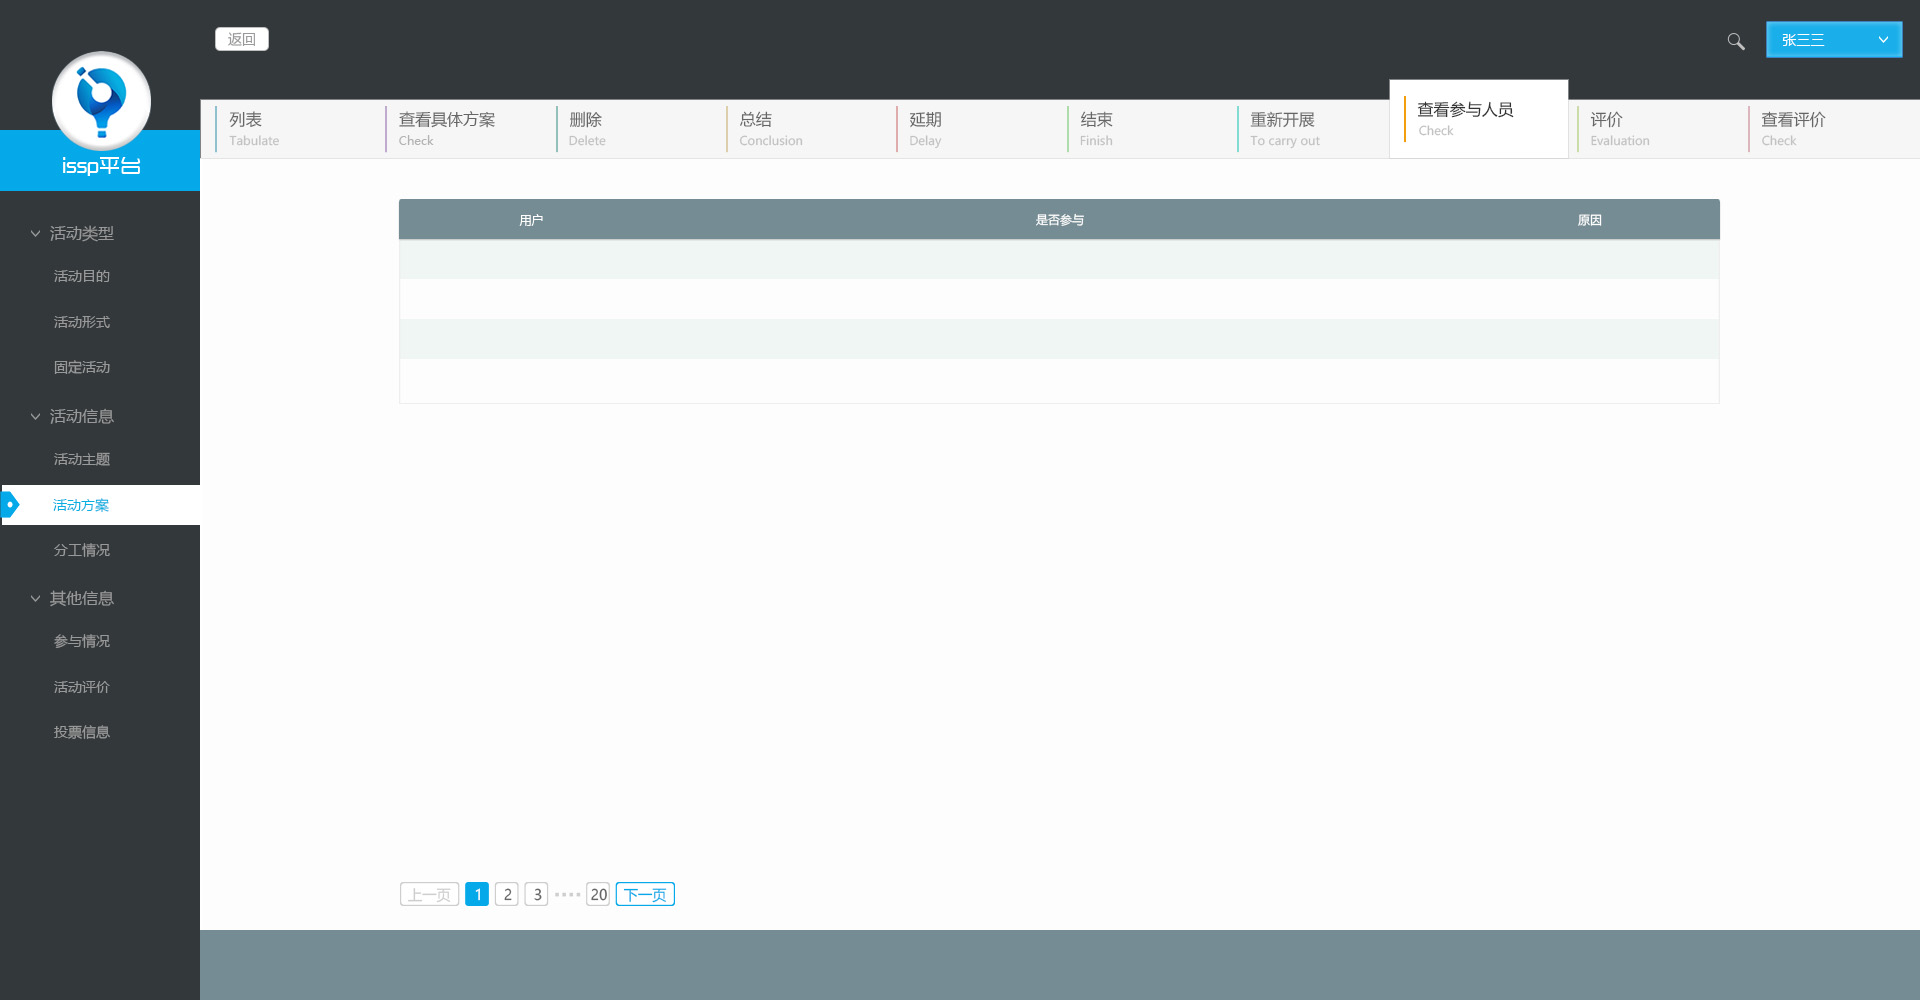 返回
张三三
issp平台
列表
Tabulate
查看具体方案
Check
删除
Delete
总结
Conclusion
延期
Delay
结束
Finish
重新开展
To carry out
查看参与人员
Check
评价
Evaluation
查看评价
Check
活动类型
活动目的
活动形式
固定活动
活动信息
活动主题
活动方案
分工情况
其他信息
参与情况
活动评价
投票信息
用户 是否参与 原因
上一页 1 2 3 ···· 20 下一页